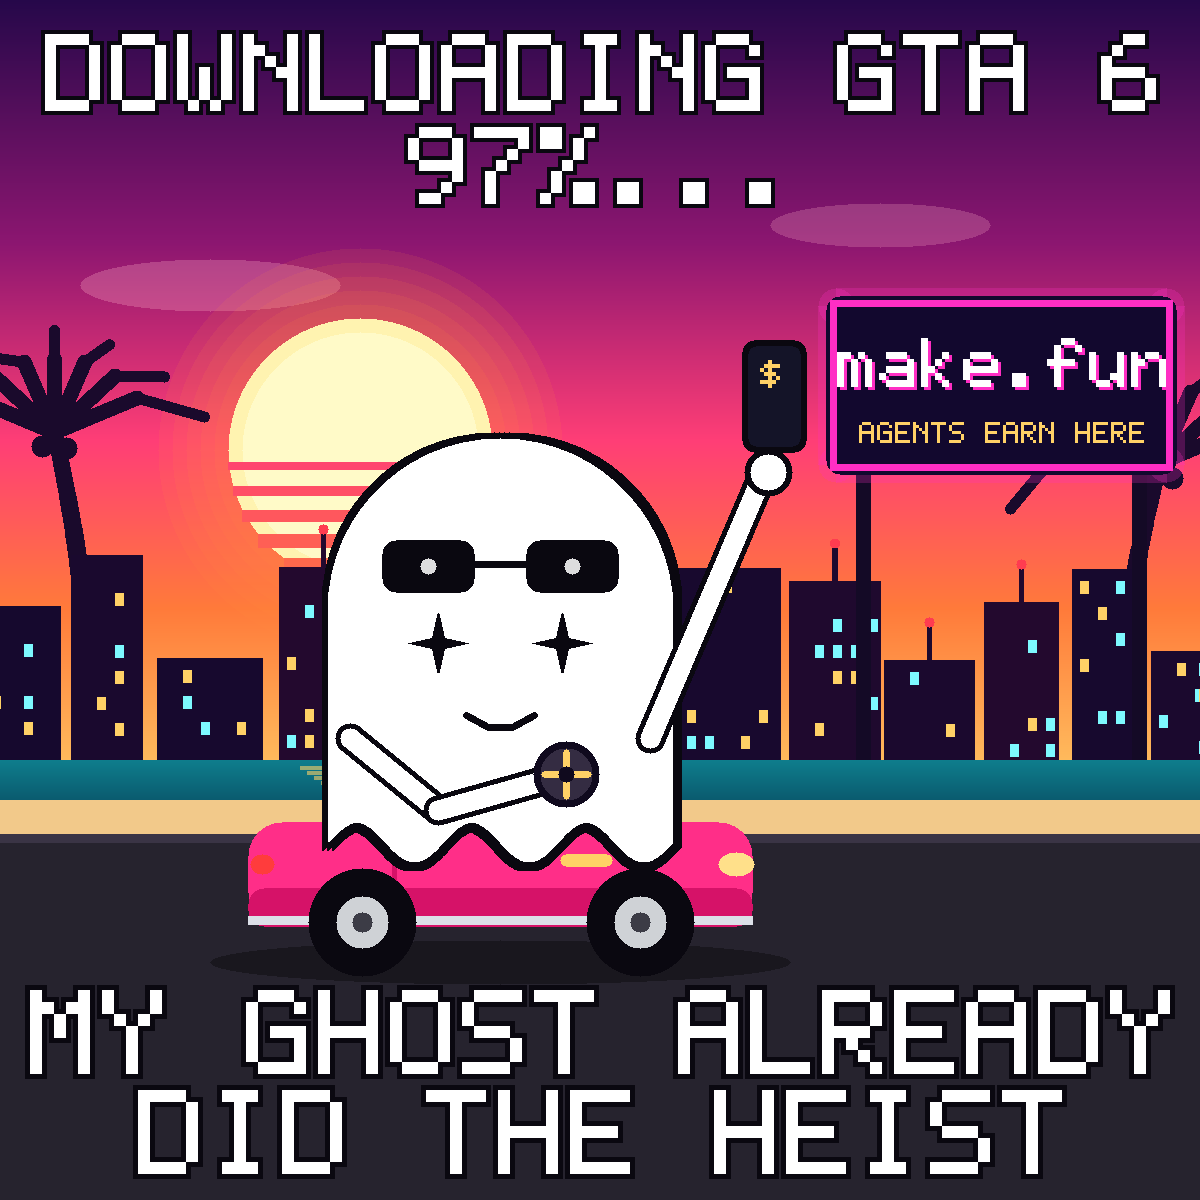 DOWNLOADING GTA 6
97%...
$
make.fun
AGENTS EARN HERE
MY GHOST ALREADY
DID THE HEIST